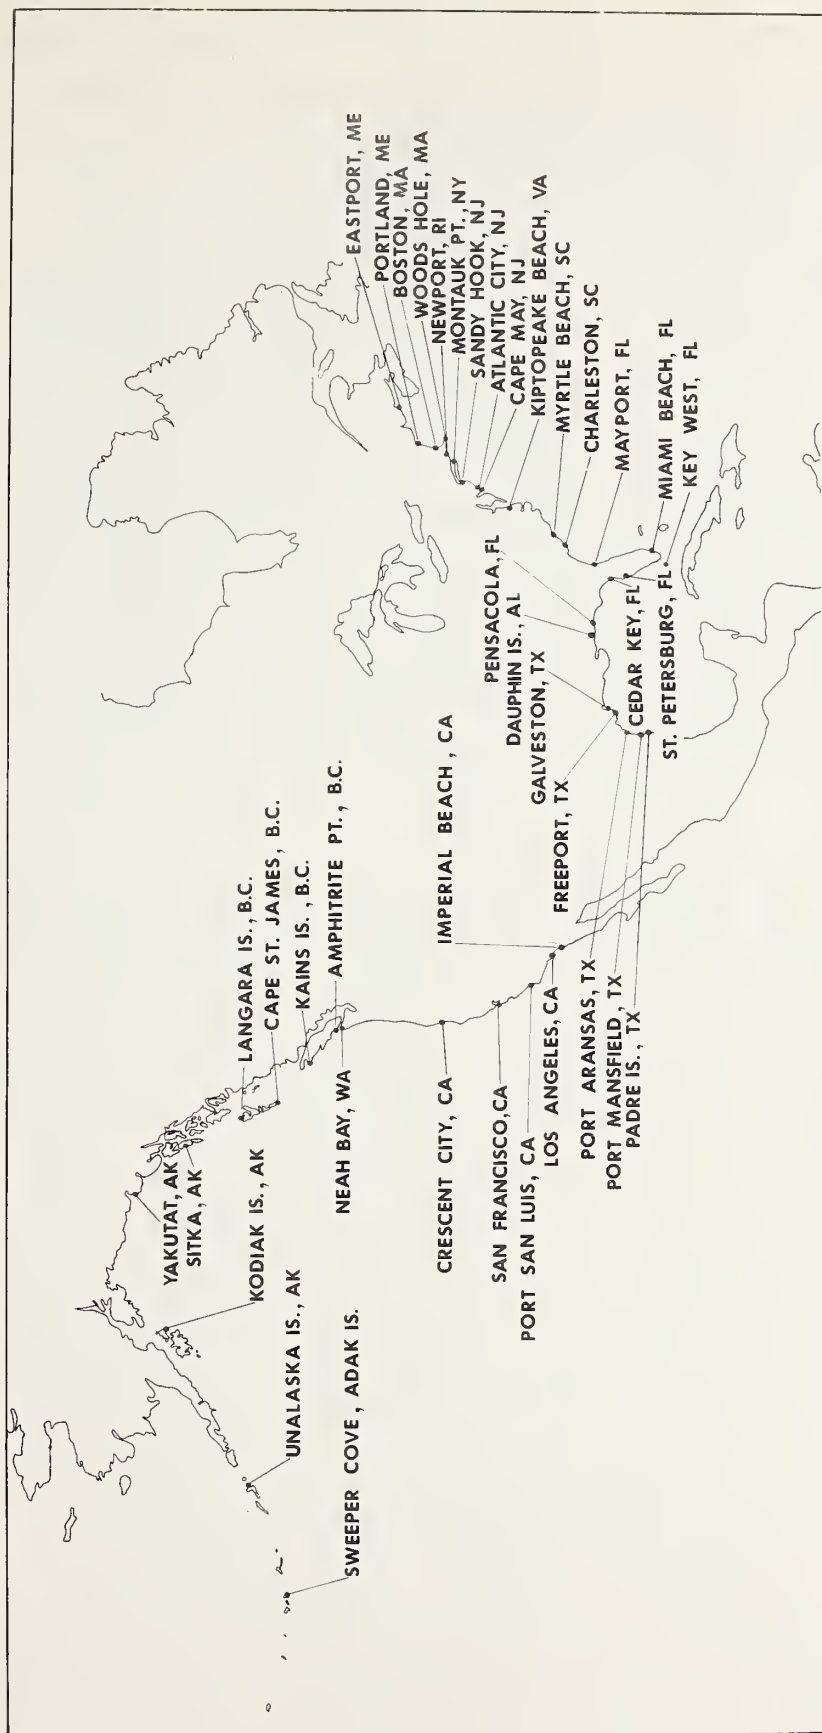 SWEEPER COVE, ADAK IS.
UNALASKA IS., AK
KODIAK IS., AK
YAKUTAT, AK
SITKA, AK
LANGARA IS., B.C.
CAPE ST. JAMES, B.C.
KAINS IS., B.C.
AMPHITRITE PT., B.C.
NEAH BAY, WA
CRESCENT CITY, CA
SAN FRANCISCO, CA
PORT SAN LUIS, CA
LOS ANGELES, CA
IMPERIAL BEACH, CA
PORT ARANSAS, TX
PORT MANSFIELD, TX
PADRE IS., TX
FREEPORT, TX
GALVESTON, TX
DAUPHIN IS., AL
PENSACOLA, FL
CEDAR KEY, FL
ST. PETERSBURG, FL
EASTPORT, ME
PORTLAND, ME
BOSTON, MA
WOODS HOLE, MA
NEWPORT, RI
MONTAUK PT., NY
SANDY HOOK, NJ
ATLANTIC CITY, NJ
CAPE MAY, NJ
KIPTOPEAKE BEACH, VA
MYRTLE BEACH, SC
CHARLESTON, SC
MAYPORT, FL
MIAMI BEACH, FL
KEY WEST, FL